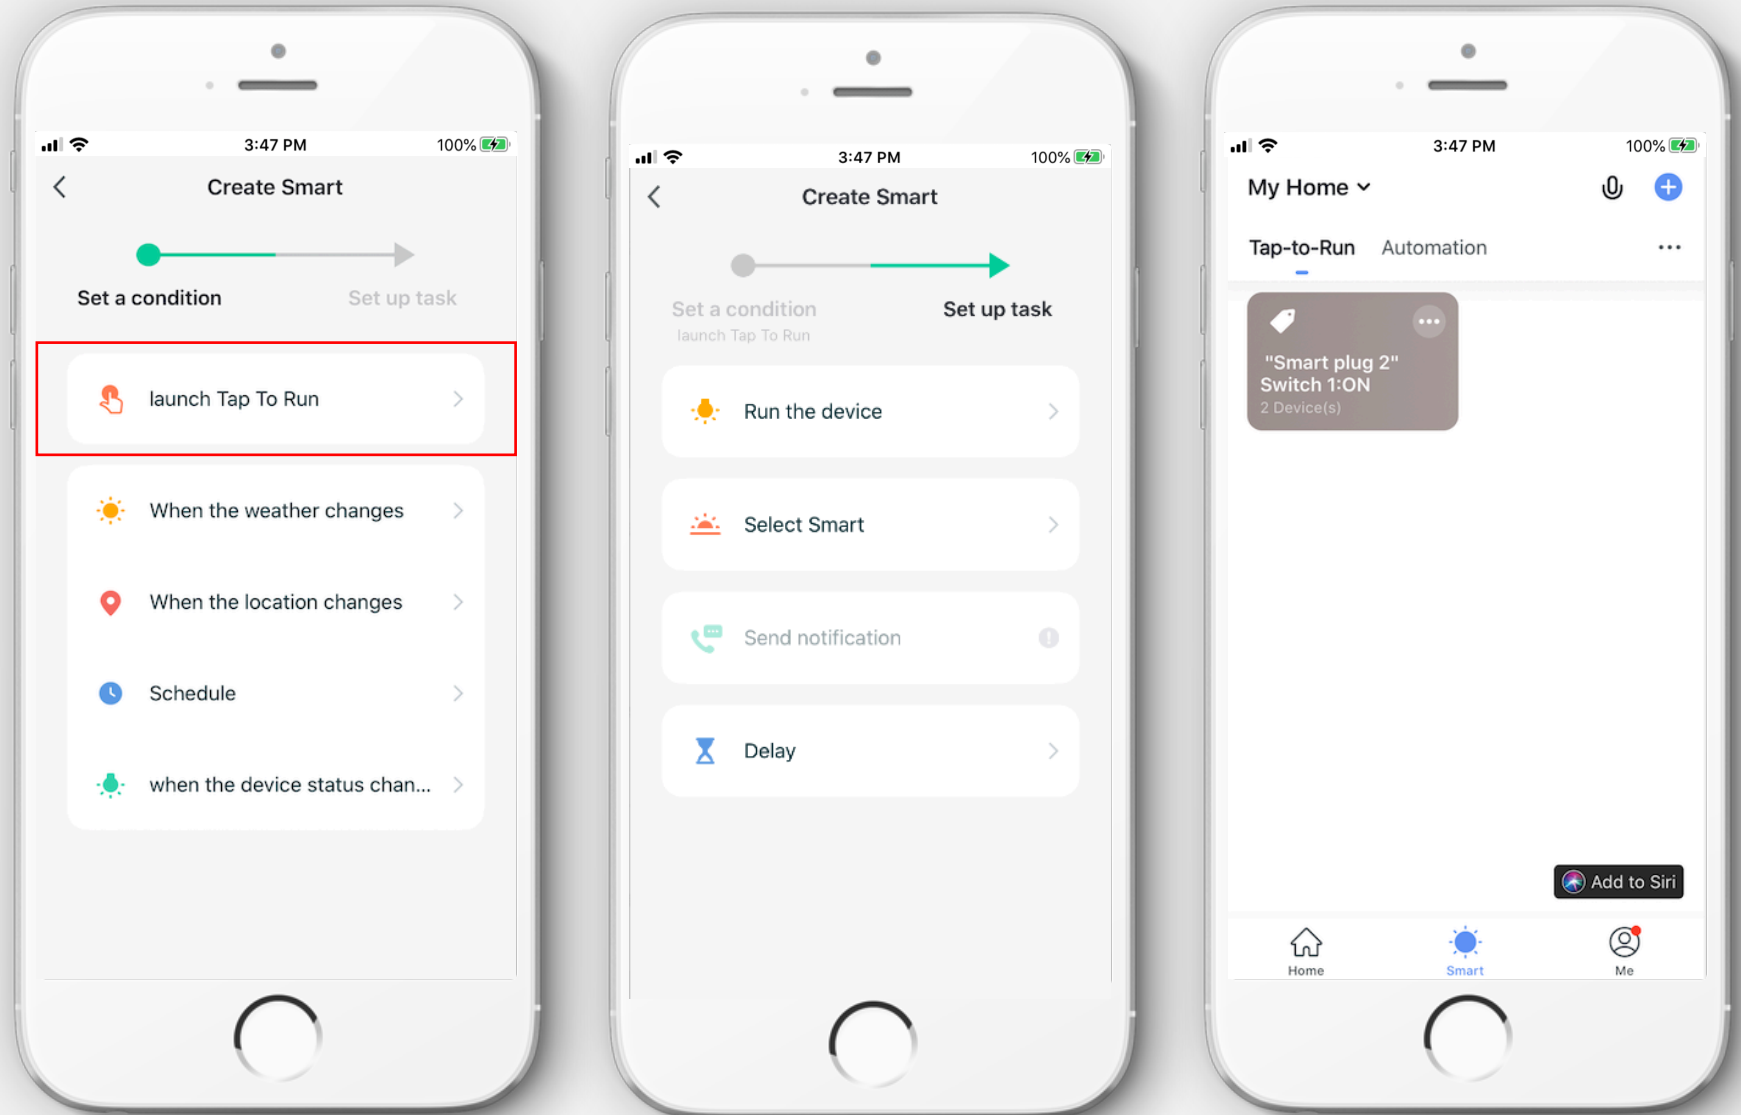 3:47 PM
100%
Create Smart
Set a condition
Set up task
launch Tap To Run
When the weather changes
When the location changes
Schedule
when the device status chan...
3:47 PM
100%
Create Smart
Set a condition
launch Tap To Run
Set up task
Run the device
Select Smart
Send notification
Delay
3:47 PM
100%
My Home
Tap-to-Run
Automation
"Smart plug 2"
Switch 1:ON
2 Device(s)
Add to Siri
Home
Smart
Me